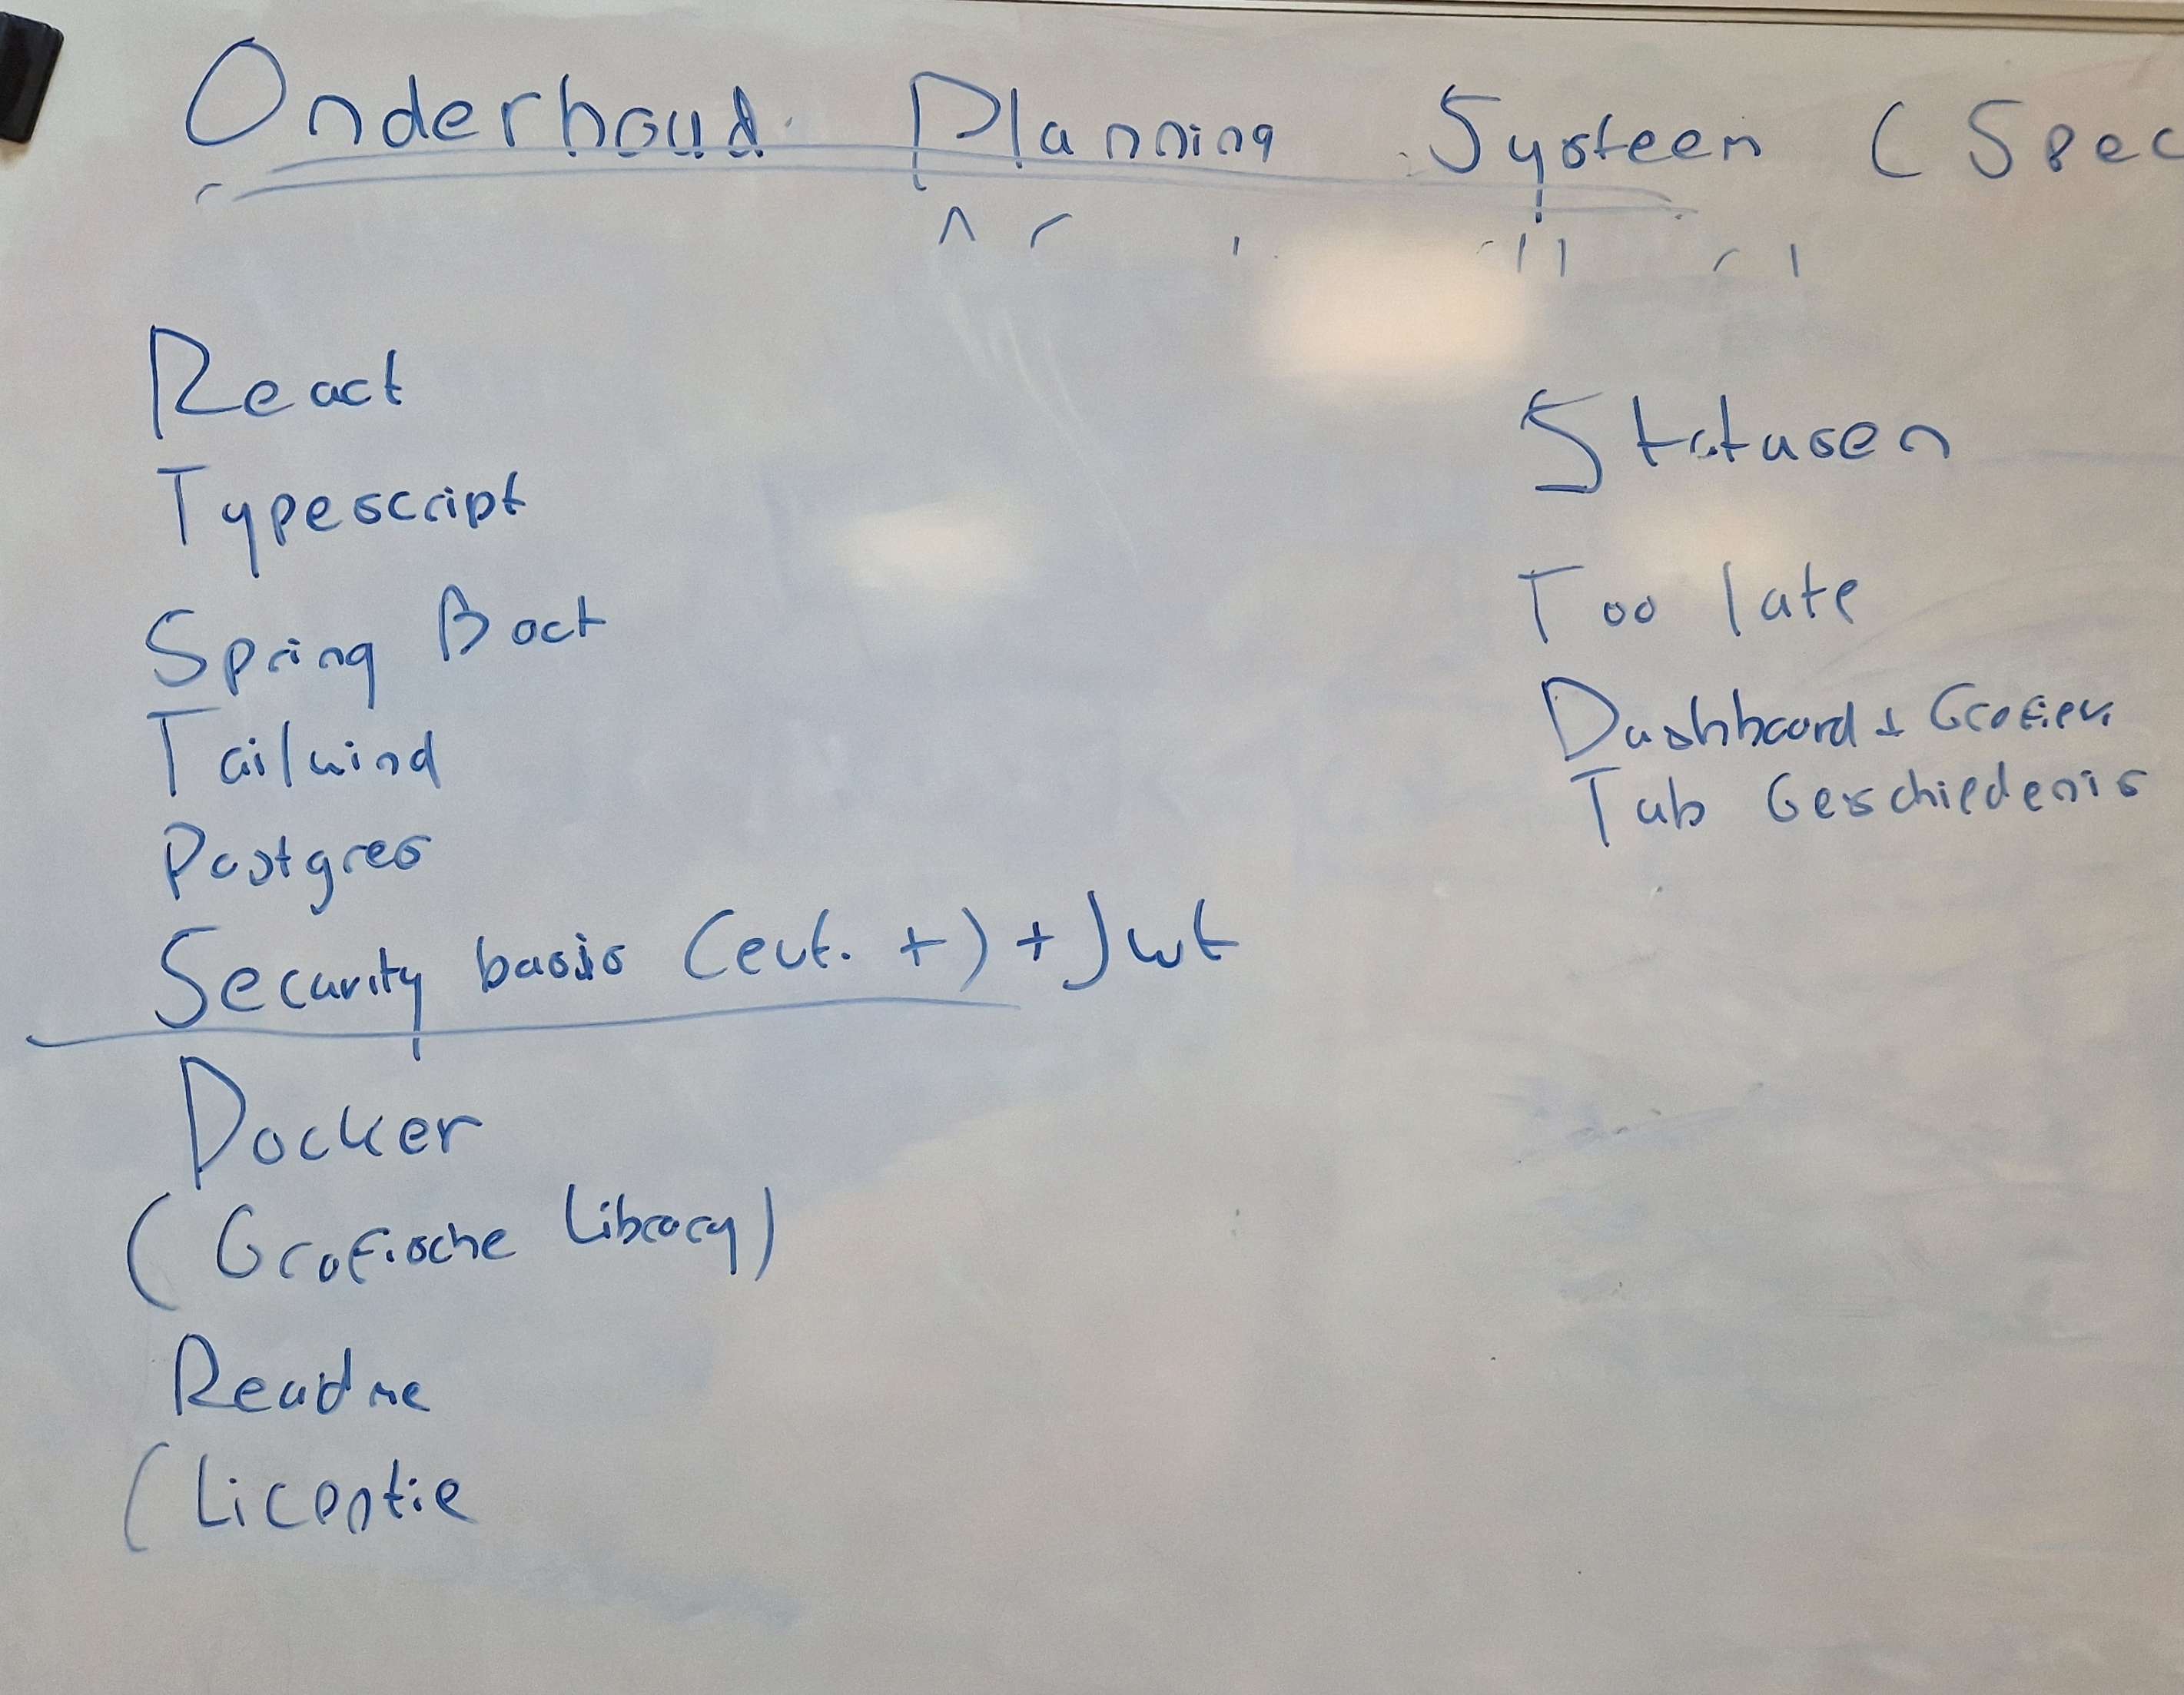 Onderhoud Planning Systeem (Spec
React
Typescript
Spring Boot
Tailwind
Postgres
Security basis (evt. +) + Jwt
Docker
(Grafische Library)
Readme
(Licentie
Statusen
Too late
Dashboard + Grafiek
Tab Geschiedenis